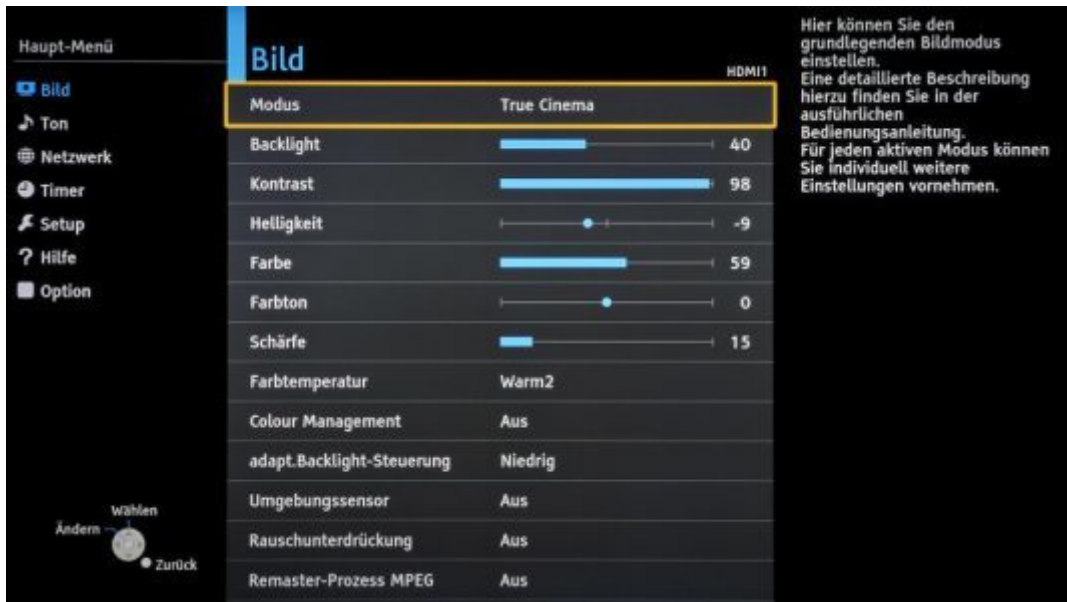 Haupt-Menü
Bild
Ton
Netzwerk
Timer
Setup
? Hilfe
Option
Wählen
Ändern
Zurück
Bild
HDMI1
Modus True Cinema
Backlight 40
Kontrast 98
Helligkeit -9
Farbe 59
Farbton 0
Schärfe 15
Farbtemperatur Warm2
Colour Management Aus
adapt.Backlight-Steuerung Niedrig
Umgebungssensor Aus
Rauschunterdrückung Aus
Remaster-Prozess MPEG Aus
Hier können Sie den
grundlegenden Bildmodus
einstellen.
Eine detaillierte Beschreibung
hierzu finden Sie in der
ausführlichen
Bedienungsanleitung.
Für jeden aktiven Modus können
Sie individuell weitere
Einstellungen vornehmen.